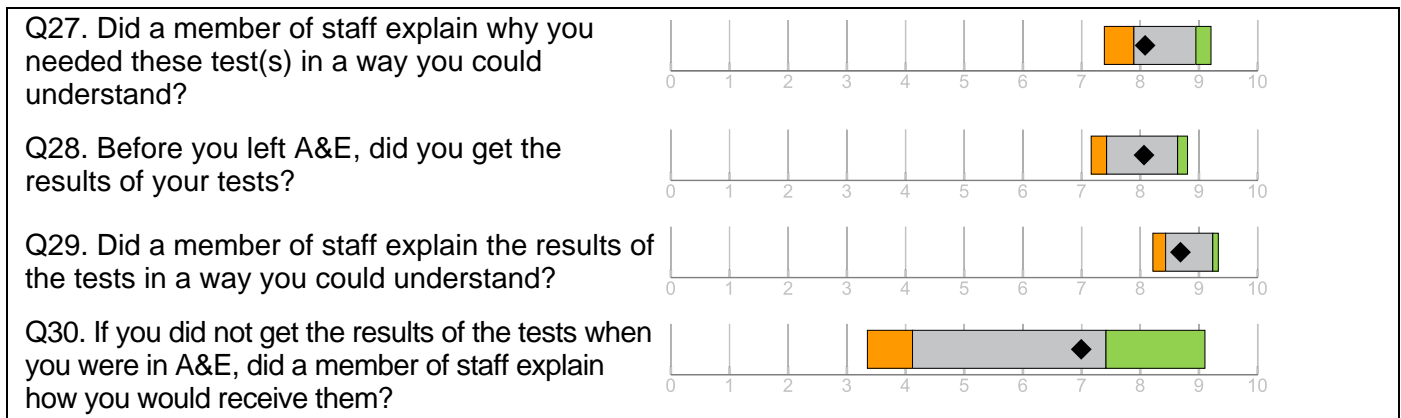 Q27. Did a member of staff explain why you
needed these test(s) in a way you could
understand?
0 1 2 3 4 5 6 7 8 9 10
Q28. Before you left A&E, did you get the
results of your tests?
0 1 2 3 4 5 6 7 8 9 10
Q29. Did a member of staff explain the results of
the tests in a way you could understand?
0 1 2 3 4 5 6 7 8 9 10
Q30. If you did not get the results of the tests when
you were in A&E, did a member of staff explain
how you would receive them?
0 1 2 3 4 5 6 7 8 9 10